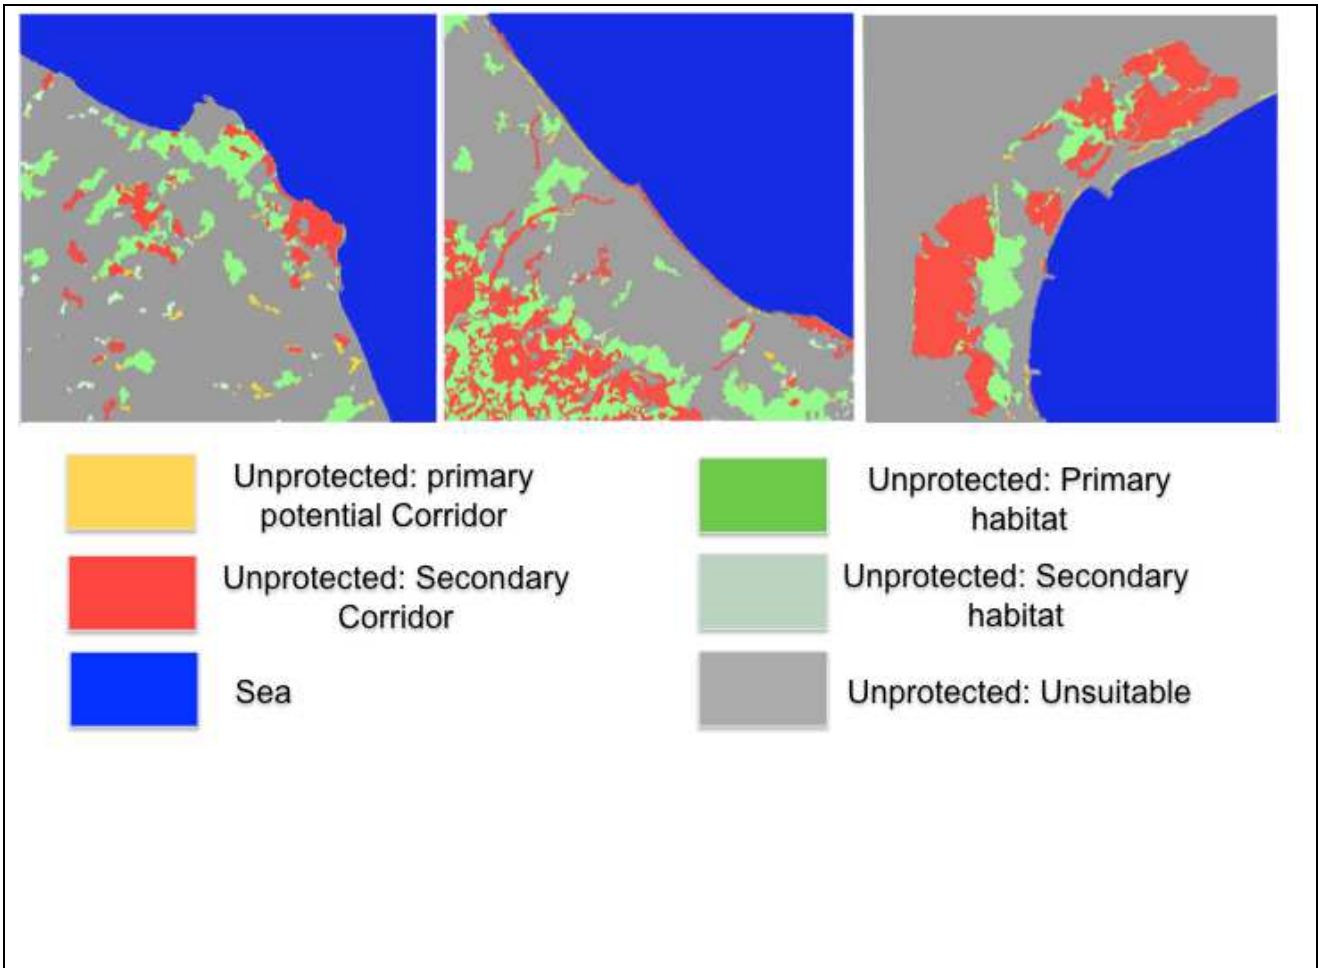 Unprotected: primary
potential Corridor
Unprotected: Primary
habitat
Unprotected: Secondary
Corridor
Unprotected: Secondary
habitat
Sea
Unprotected: Unsuitable